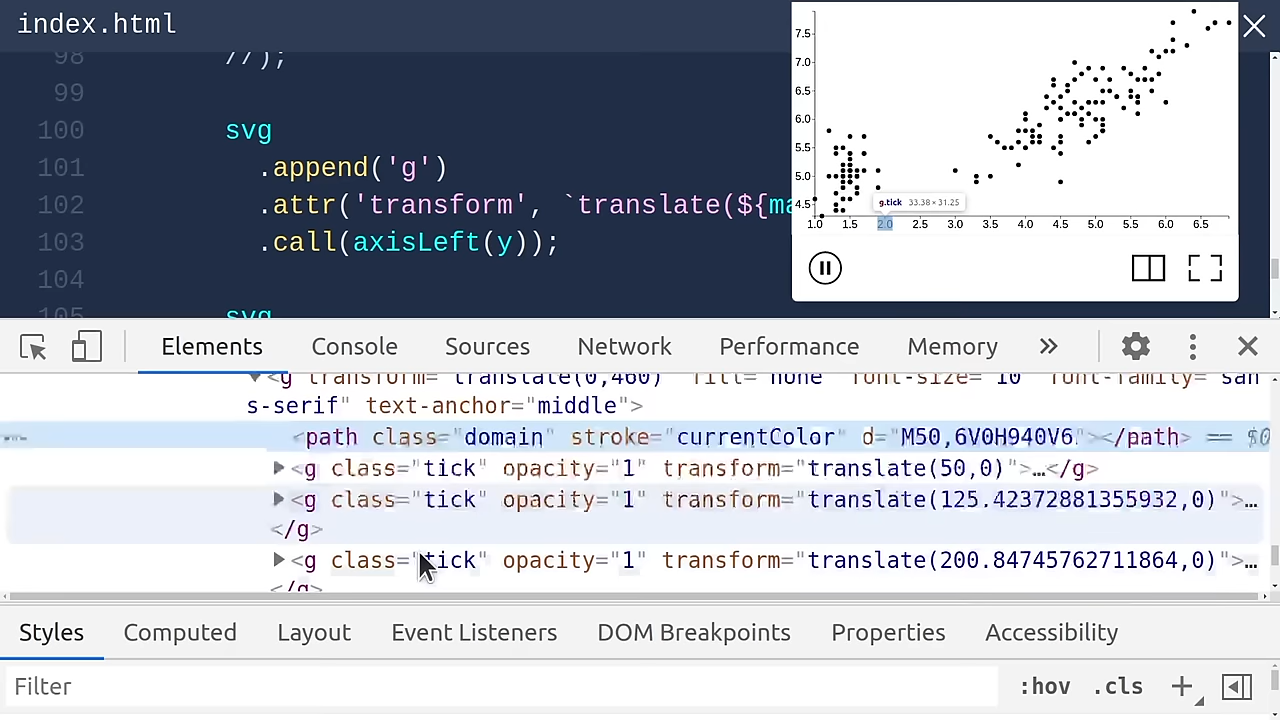 index.html
98 //);
99
100 svg
101 .append('g')
102 .attr('transform', `translate(${ma
103 .call(axisLeft(y));
104
105 svg
7.5
7.0
6.5
6.0
5.5
5.0
4.5
g.tick 33.38 × 31.25
1.0 1.5 2.0 2.5 3.0 3.5 4.0 4.5 5.0 5.5 6.0 6.5
Elements Console Sources Network Performance Memory »
▼<g transform="translate(0,460)" fill="none" font-size="10" font-family="san
s-serif" text-anchor="middle">
… <path class="domain" stroke="currentColor" d="M50,6V0H940V6."></path> == $0
▶<g class="tick" opacity="1" transform="translate(50,0)">…</g>
▶<g class="tick" opacity="1" transform="translate(125.42372881355932,0)">…
</g>
▶<g class="tick" opacity="1" transform="translate(200.84745762711864,0)">…
</g>
Styles Computed Layout Event Listeners DOM Breakpoints Properties Accessibility
Filter :hov .cls +